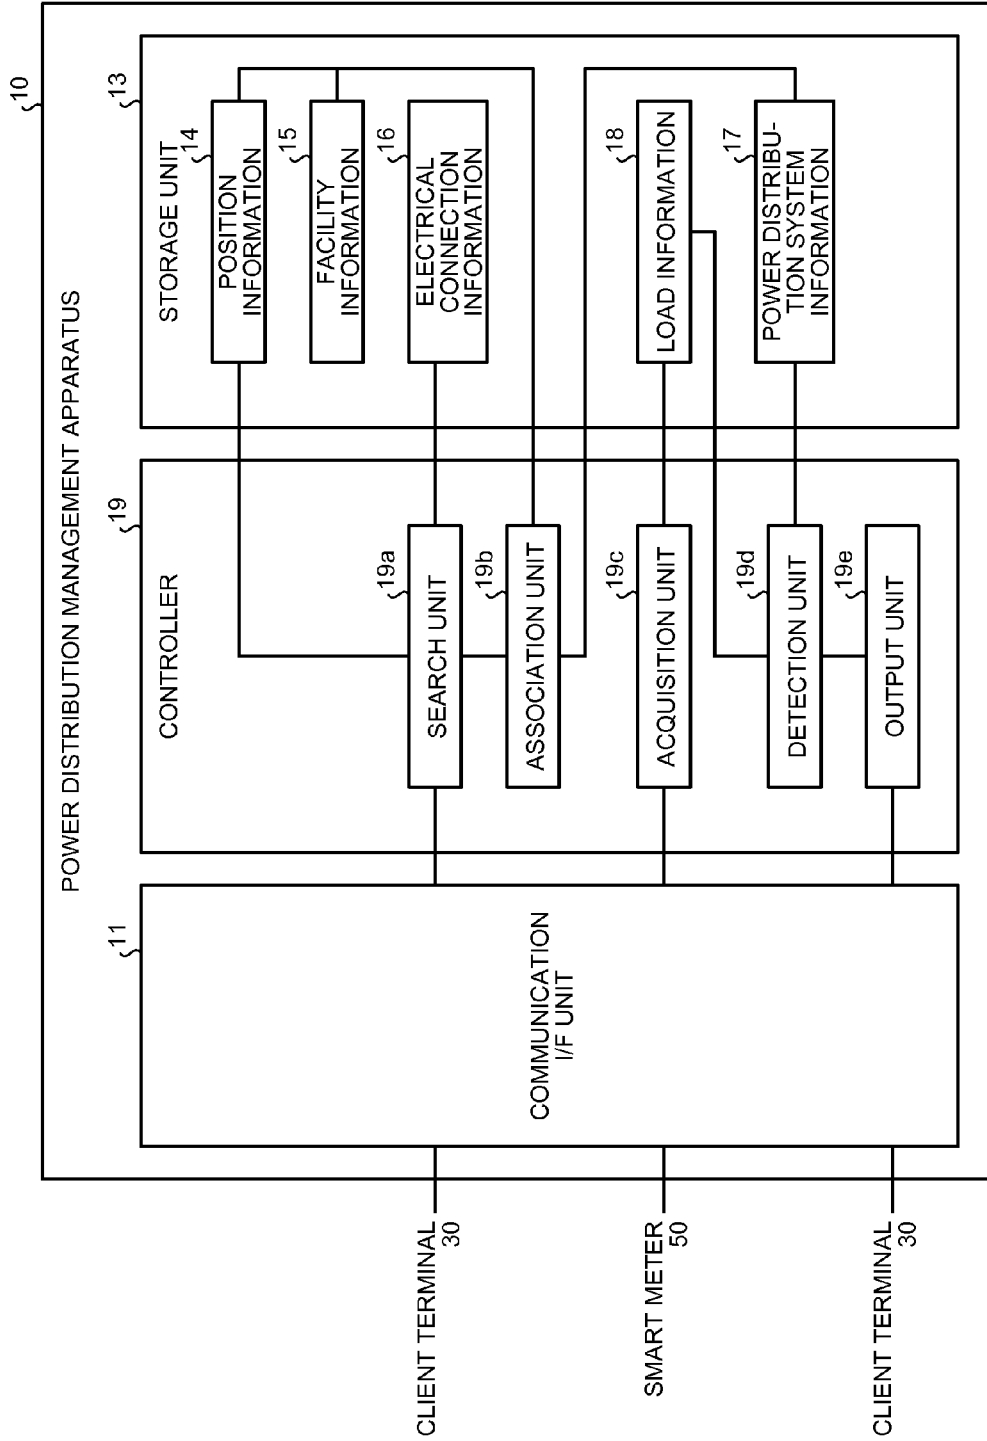 POWER DISTRIBUTION MANAGEMENT APPARATUS
10
11
COMMUNICATION
I/F UNIT
CONTROLLER
19
SEARCH UNIT
19a
ASSOCIATION UNIT
19b
ACQUISITION UNIT
19c
DETECTION UNIT
19d
OUTPUT UNIT
19e
STORAGE UNIT
13
POSITION
INFORMATION
14
FACILITY
INFORMATION
15
ELECTRICAL
CONNECTION
INFORMATION
16
LOAD INFORMATION
18
POWER DISTRIBU-
TION SYSTEM
INFORMATION
17
CLIENT TERMINAL
30
SMART METER
50
CLIENT TERMINAL
30